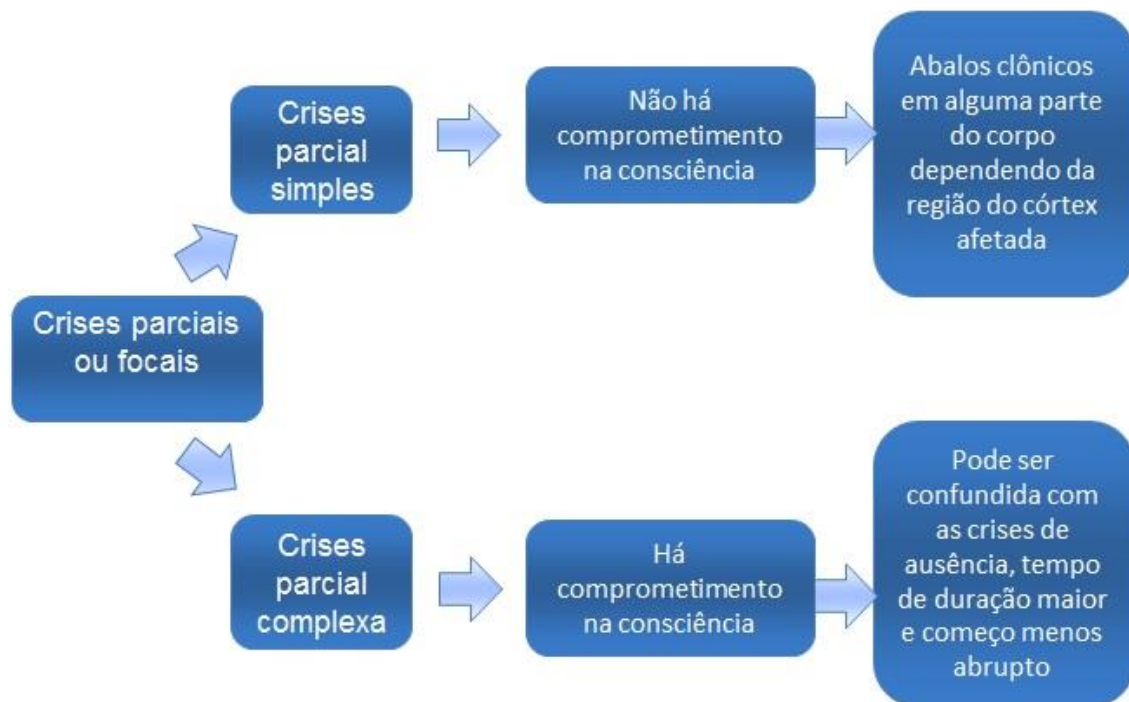 Crises parciais
ou focais
Crises
parcial
simples
Não há
comprometimento
na consciência
Abalos clônicos
em alguma parte
do corpo
dependendo da
região do córtex
afetada
Crises
parcial
complexa
Há
comprometimento
na consciência
Pode ser
confundida com
as crises de
ausência, tempo
de duração maior
e começo menos
abrupto